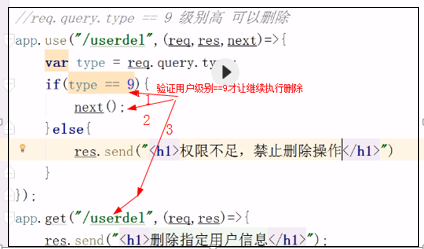 //req.query.type == 9 级别高 可以删除
app.use("/userdel",(req,res,next)=>{
var type = req.query.ty
if(type == 9){ 验证用户级别==9才让继续执行删除
1
next();
2
}else{
3
res.send("<h1>权限不足，禁止删除操作</h1>")
}
});
app.get("/userdel",(req,res)=>{
res.send("<h1>删除指定用户信息</h1>");